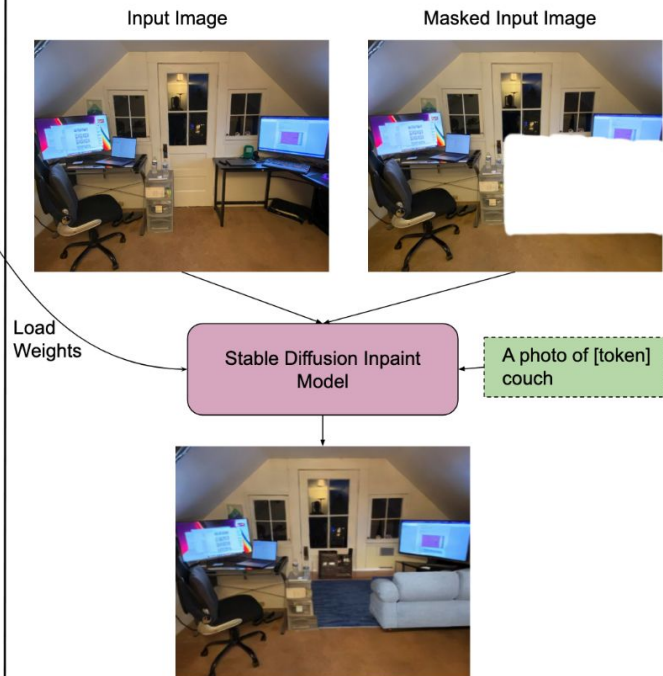 Input Image
Masked Input Image
Load
Weights
Stable Diffusion Inpaint
Model
A photo of [token]
couch